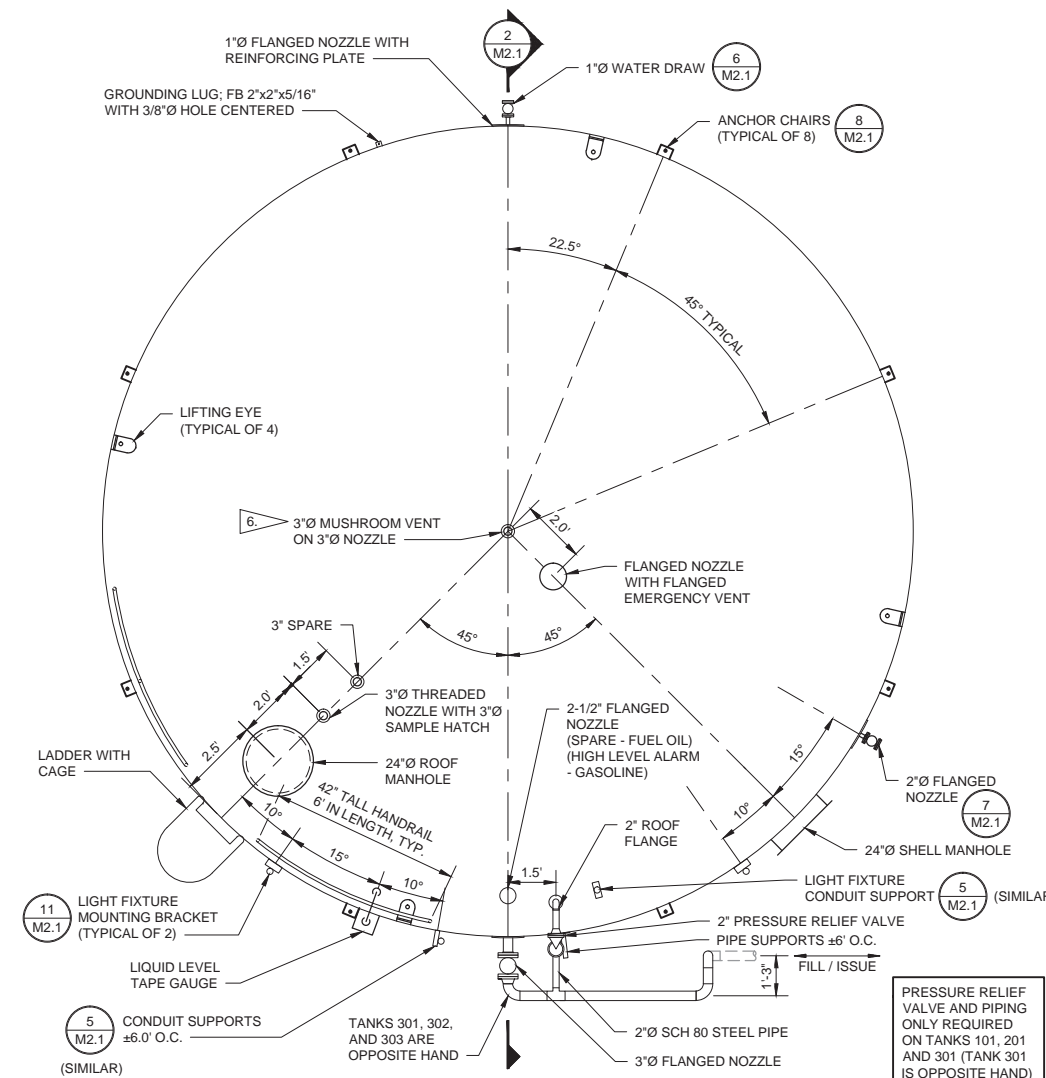 2
M2.1
1"Ø FLANGED NOZZLE WITH
REINFORCING PLATE
1"Ø WATER DRAW
6
M2.1
GROUNDING LUG; FB 2"x2"x5/16"
WITH 3/8"Ø HOLE CENTERED
ANCHOR CHAIRS
(TYPICAL OF 8)
8
M2.1
22.5°
45° TYPICAL
LIFTING EYE
(TYPICAL OF 4)
6.
3"Ø MUSHROOM VENT
ON 3"Ø NOZZLE
2.0'
FLANGED NOZZLE
WITH FLANGED
EMERGENCY VENT
45°
45°
3" SPARE
1.5'
2.0'
2.5'
3"Ø THREADED
NOZZLE WITH 3"Ø
SAMPLE HATCH
2-1/2" FLANGED
NOZZLE
(SPARE - FUEL OIL)
(HIGH LEVEL ALARM
- GASOLINE)
LADDER WITH
CAGE
24"Ø ROOF
MANHOLE
42" TALL HANDRAIL
6' IN LENGTH, TYP.
10°
15°
10°
15°
10°
2"Ø FLANGED
NOZZLE
7
M2.1
2" ROOF
FLANGE
24"Ø SHELL MANHOLE
1.5'
LIGHT FIXTURE
CONDUIT SUPPORT
5
M2.1
(SIMILAR
11
M2.1
LIGHT FIXTURE
MOUNTING BRACKET
(TYPICAL OF 2)
2" PRESSURE RELIEF VALVE
PIPE SUPPORTS ±6' O.C.
FILL / ISSUE
1'-3"
LIQUID LEVEL
TAPE GAUGE
5
M2.1
(SIMILAR)
CONDUIT SUPPORTS
±6.0' O.C.
TANKS 301, 302,
AND 303 ARE
OPPOSITE HAND
2"Ø SCH 80 STEEL PIPE
3"Ø FLANGED NOZZLE
PRESSURE RELIEF
VALVE AND PIPING
ONLY REQUIRED
ON TANKS 101, 201
AND 301 (TANK 301
IS OPPOSITE HAND)